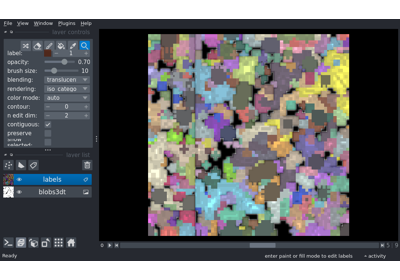 File View Window Plugins Help
layer controls
label: 1
opacity: 0.70
brush size: 10
blending: translucen
rendering: iso_catego
color mode: auto
contour: 0
n edit dim: 2
contiguous:
preserve
show
selected:
layer list
labels
blobs3dt
Ready
enter paint or fill mode to edit labels
activity